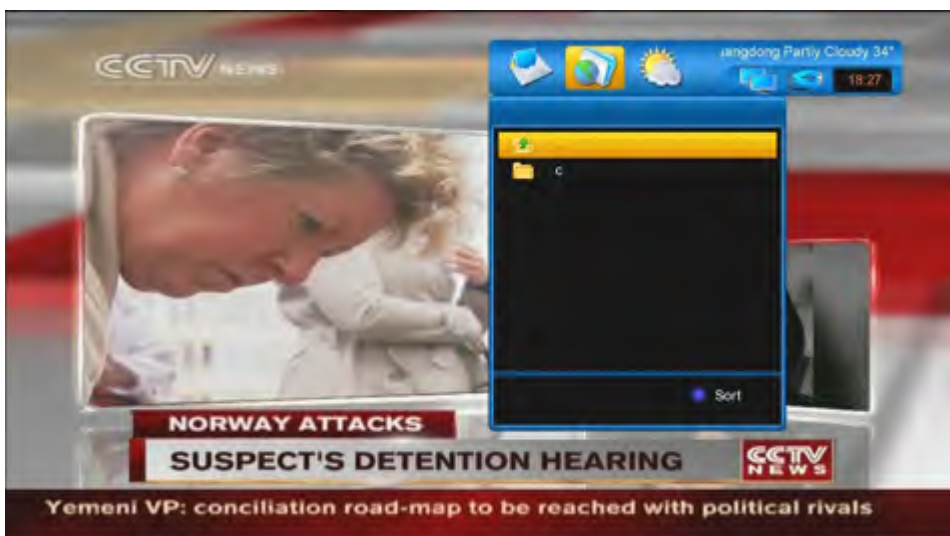 CCTV NEWS
uangdong Partly Cloudy 34°
18:27
c
Sort
NORWAY ATTACKS
SUSPECT'S DETENTION HEARING
CCTV
NEWS
Yemeni VP: conciliation road-map to be reached with political rivals